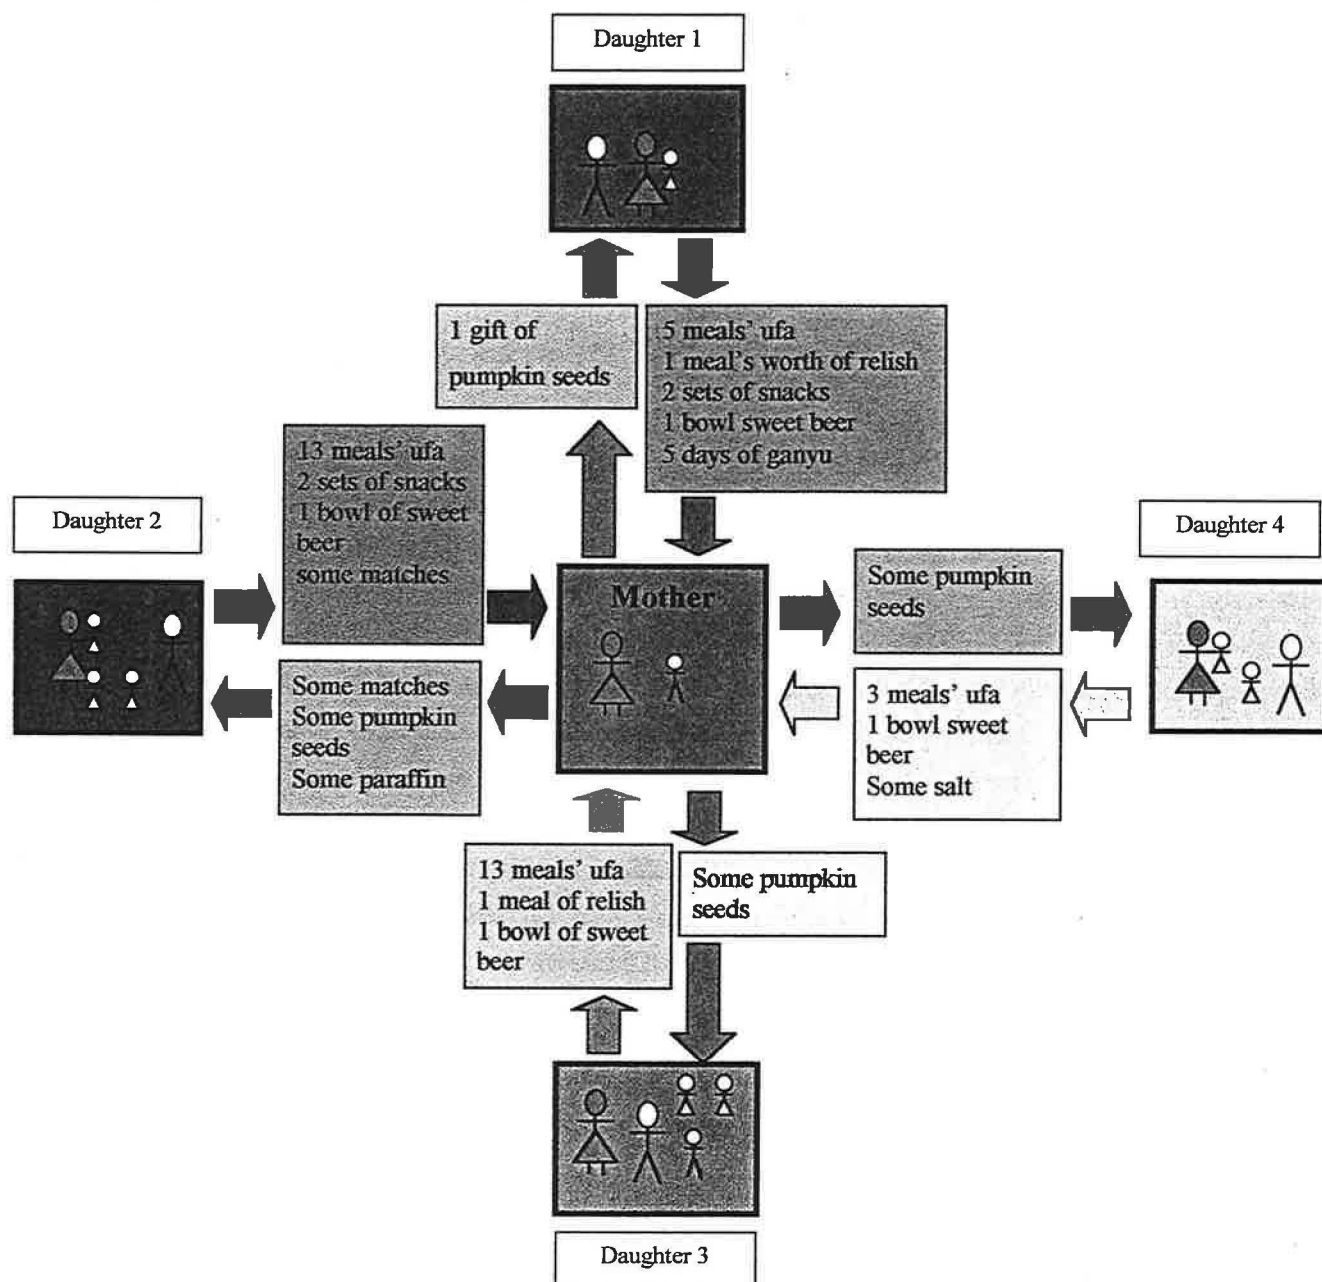 Daughter 1
1 gift of
pumpkin seeds
5 meals' ufa
1 meal's worth of relish
2 sets of snacks
1 bowl sweet beer
5 days of ganyu
13 meals' ufa
2 sets of snacks
1 bowl of sweet
beer
some matches
Daughter 2
Some matches
Some pumpkin
seeds
Some paraffin
Mother
Some pumpkin
seeds
Daughter 4
3 meals' ufa
1 bowl sweet
beer
Some salt
13 meals' ufa
1 meal of relish
1 bowl of sweet
beer
Some pumpkin
seeds
Daughter 3